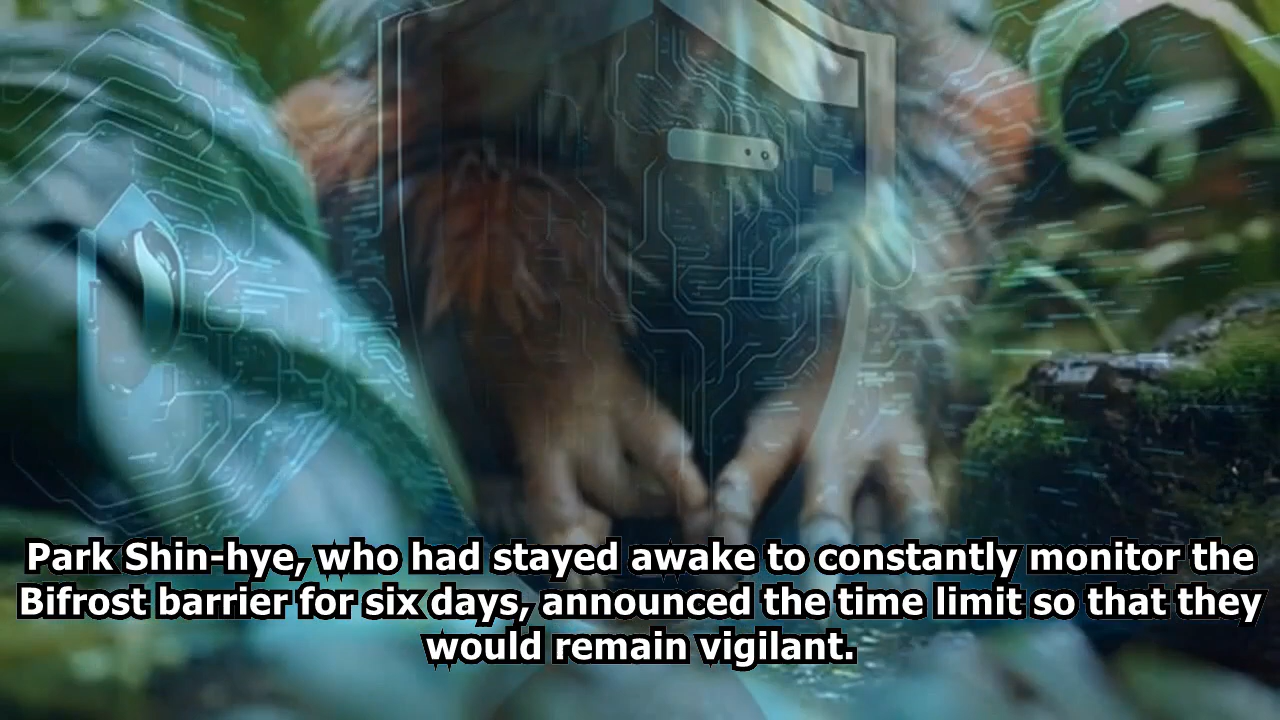 Park Shin-hye, who had stayed awake to constantly monitor the
Bifrost barrier for six days, announced the time limit so that they
would remain vigilant.